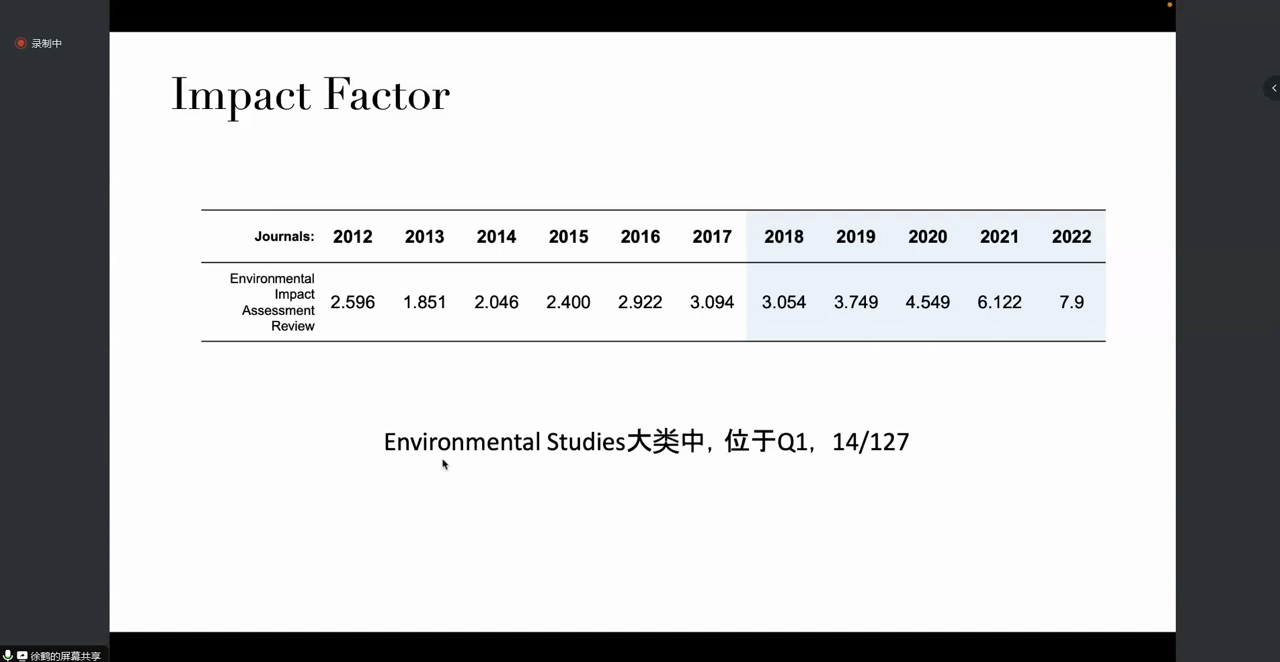 录制中
Impact Factor
Journals: 2012 2013 2014 2015 2016 2017 2018 2019 2020 2021 2022
Environmental
Impact
Assessment
Review
2.596 1.851 2.046 2.400 2.922 3.094 3.054 3.749 4.549 6.122 7.9
Environmental Studies大类中，位于Q1，14/127
徐鹤的屏幕共享